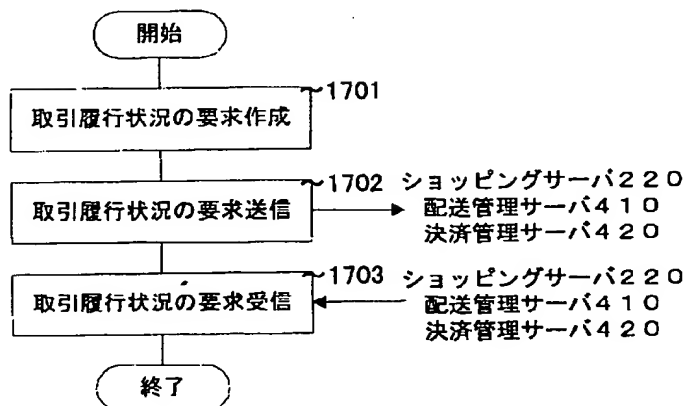 開始
取引履行状況の要求作成
~1701
取引履行状況の要求送信
~1702
ショッピングサーバ220
配送管理サーバ410
決済管理サーバ420
取引履行状況の要求受信
~1703
ショッピングサーバ220
配送管理サーバ410
決済管理サーバ420
終了